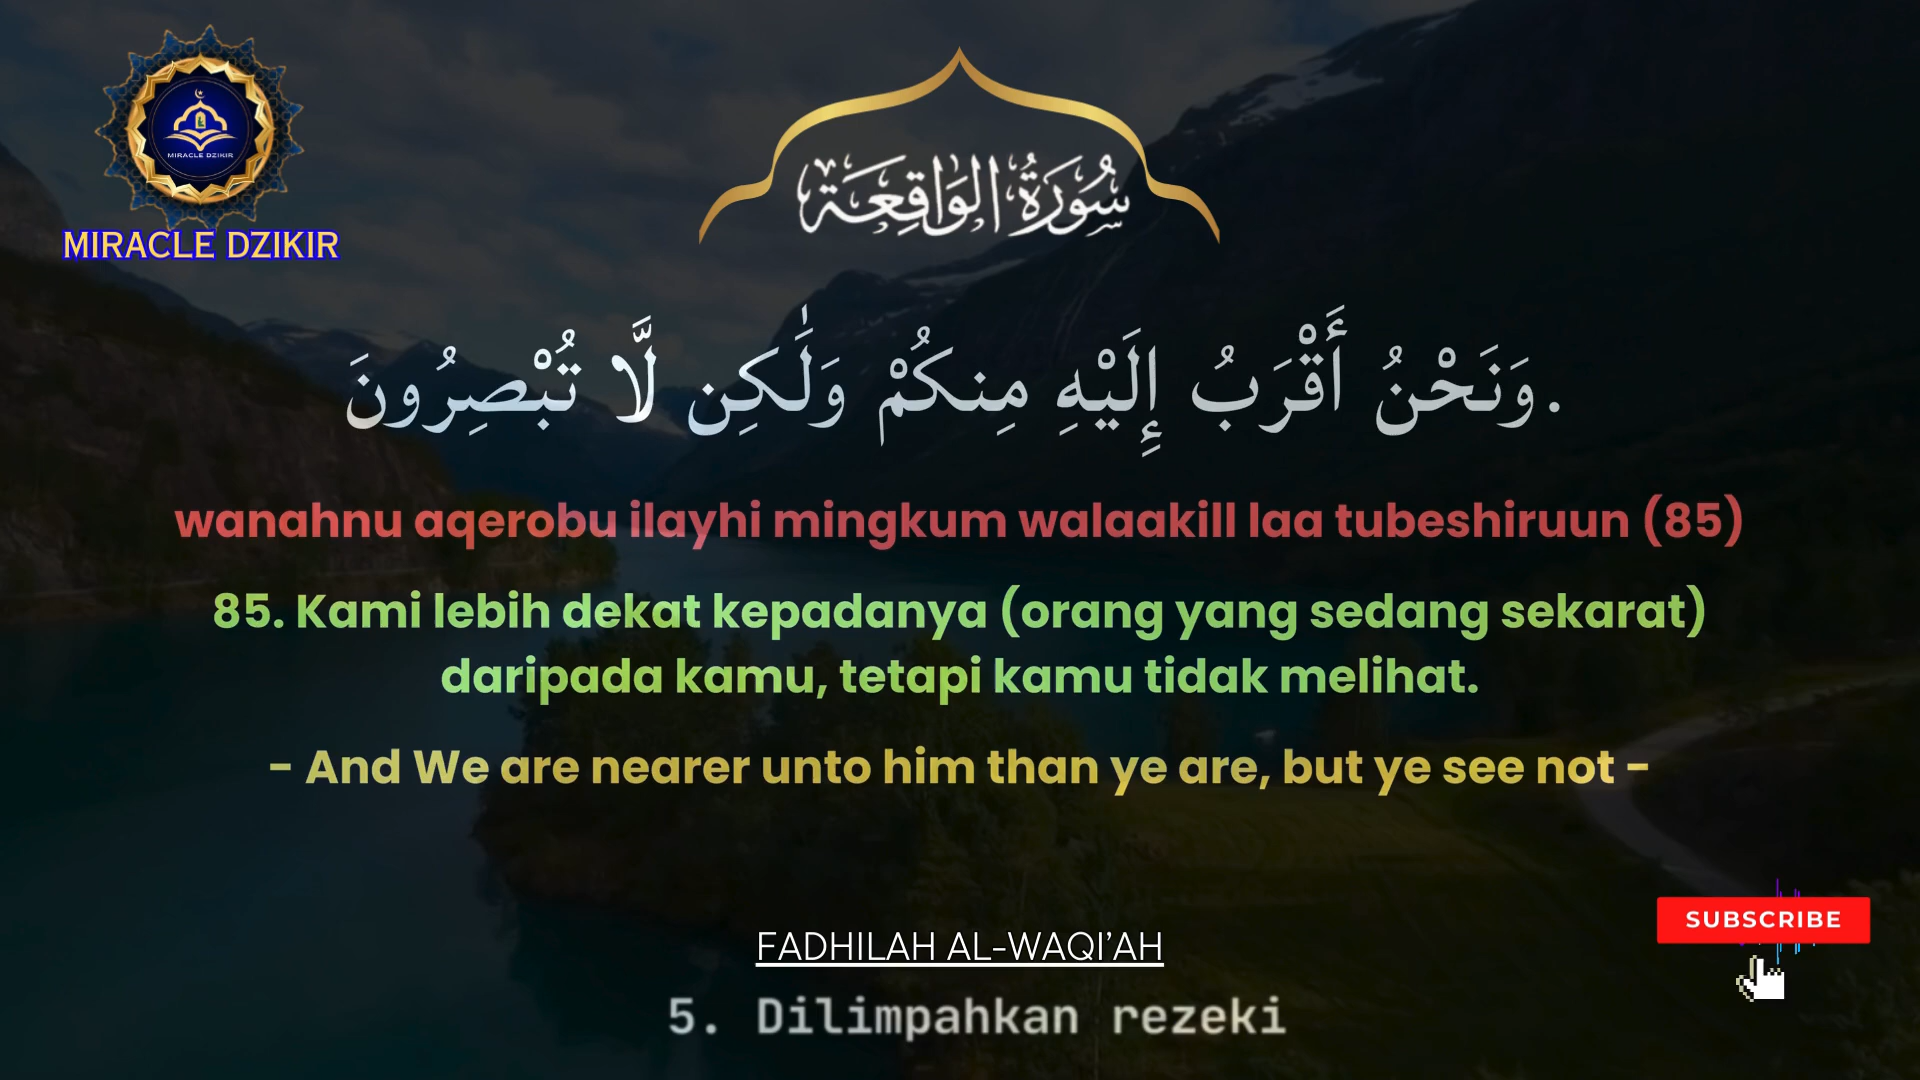 MIRACLE DZIKIR
MIRACLE DZIKIR
سُورَةُ الوَاقِعَة
وَنَحْنُ أَقْرَبُ إِلَيْهِ مِنكُمْ وَلَٰكِن لَّا تُبْصِرُونَ.
wanahnu aqerobu ilayhi mingkum walaakill laa tubeshiruun (85)
85. Kami lebih dekat kepadanya (orang yang sedang sekarat)
daripada kamu, tetapi kamu tidak melihat.
- And We are nearer unto him than ye are, but ye see not -
SUBSCRIBE
FADHILAH AL-WAQI'AH
5. Dilimpahkan rezeki